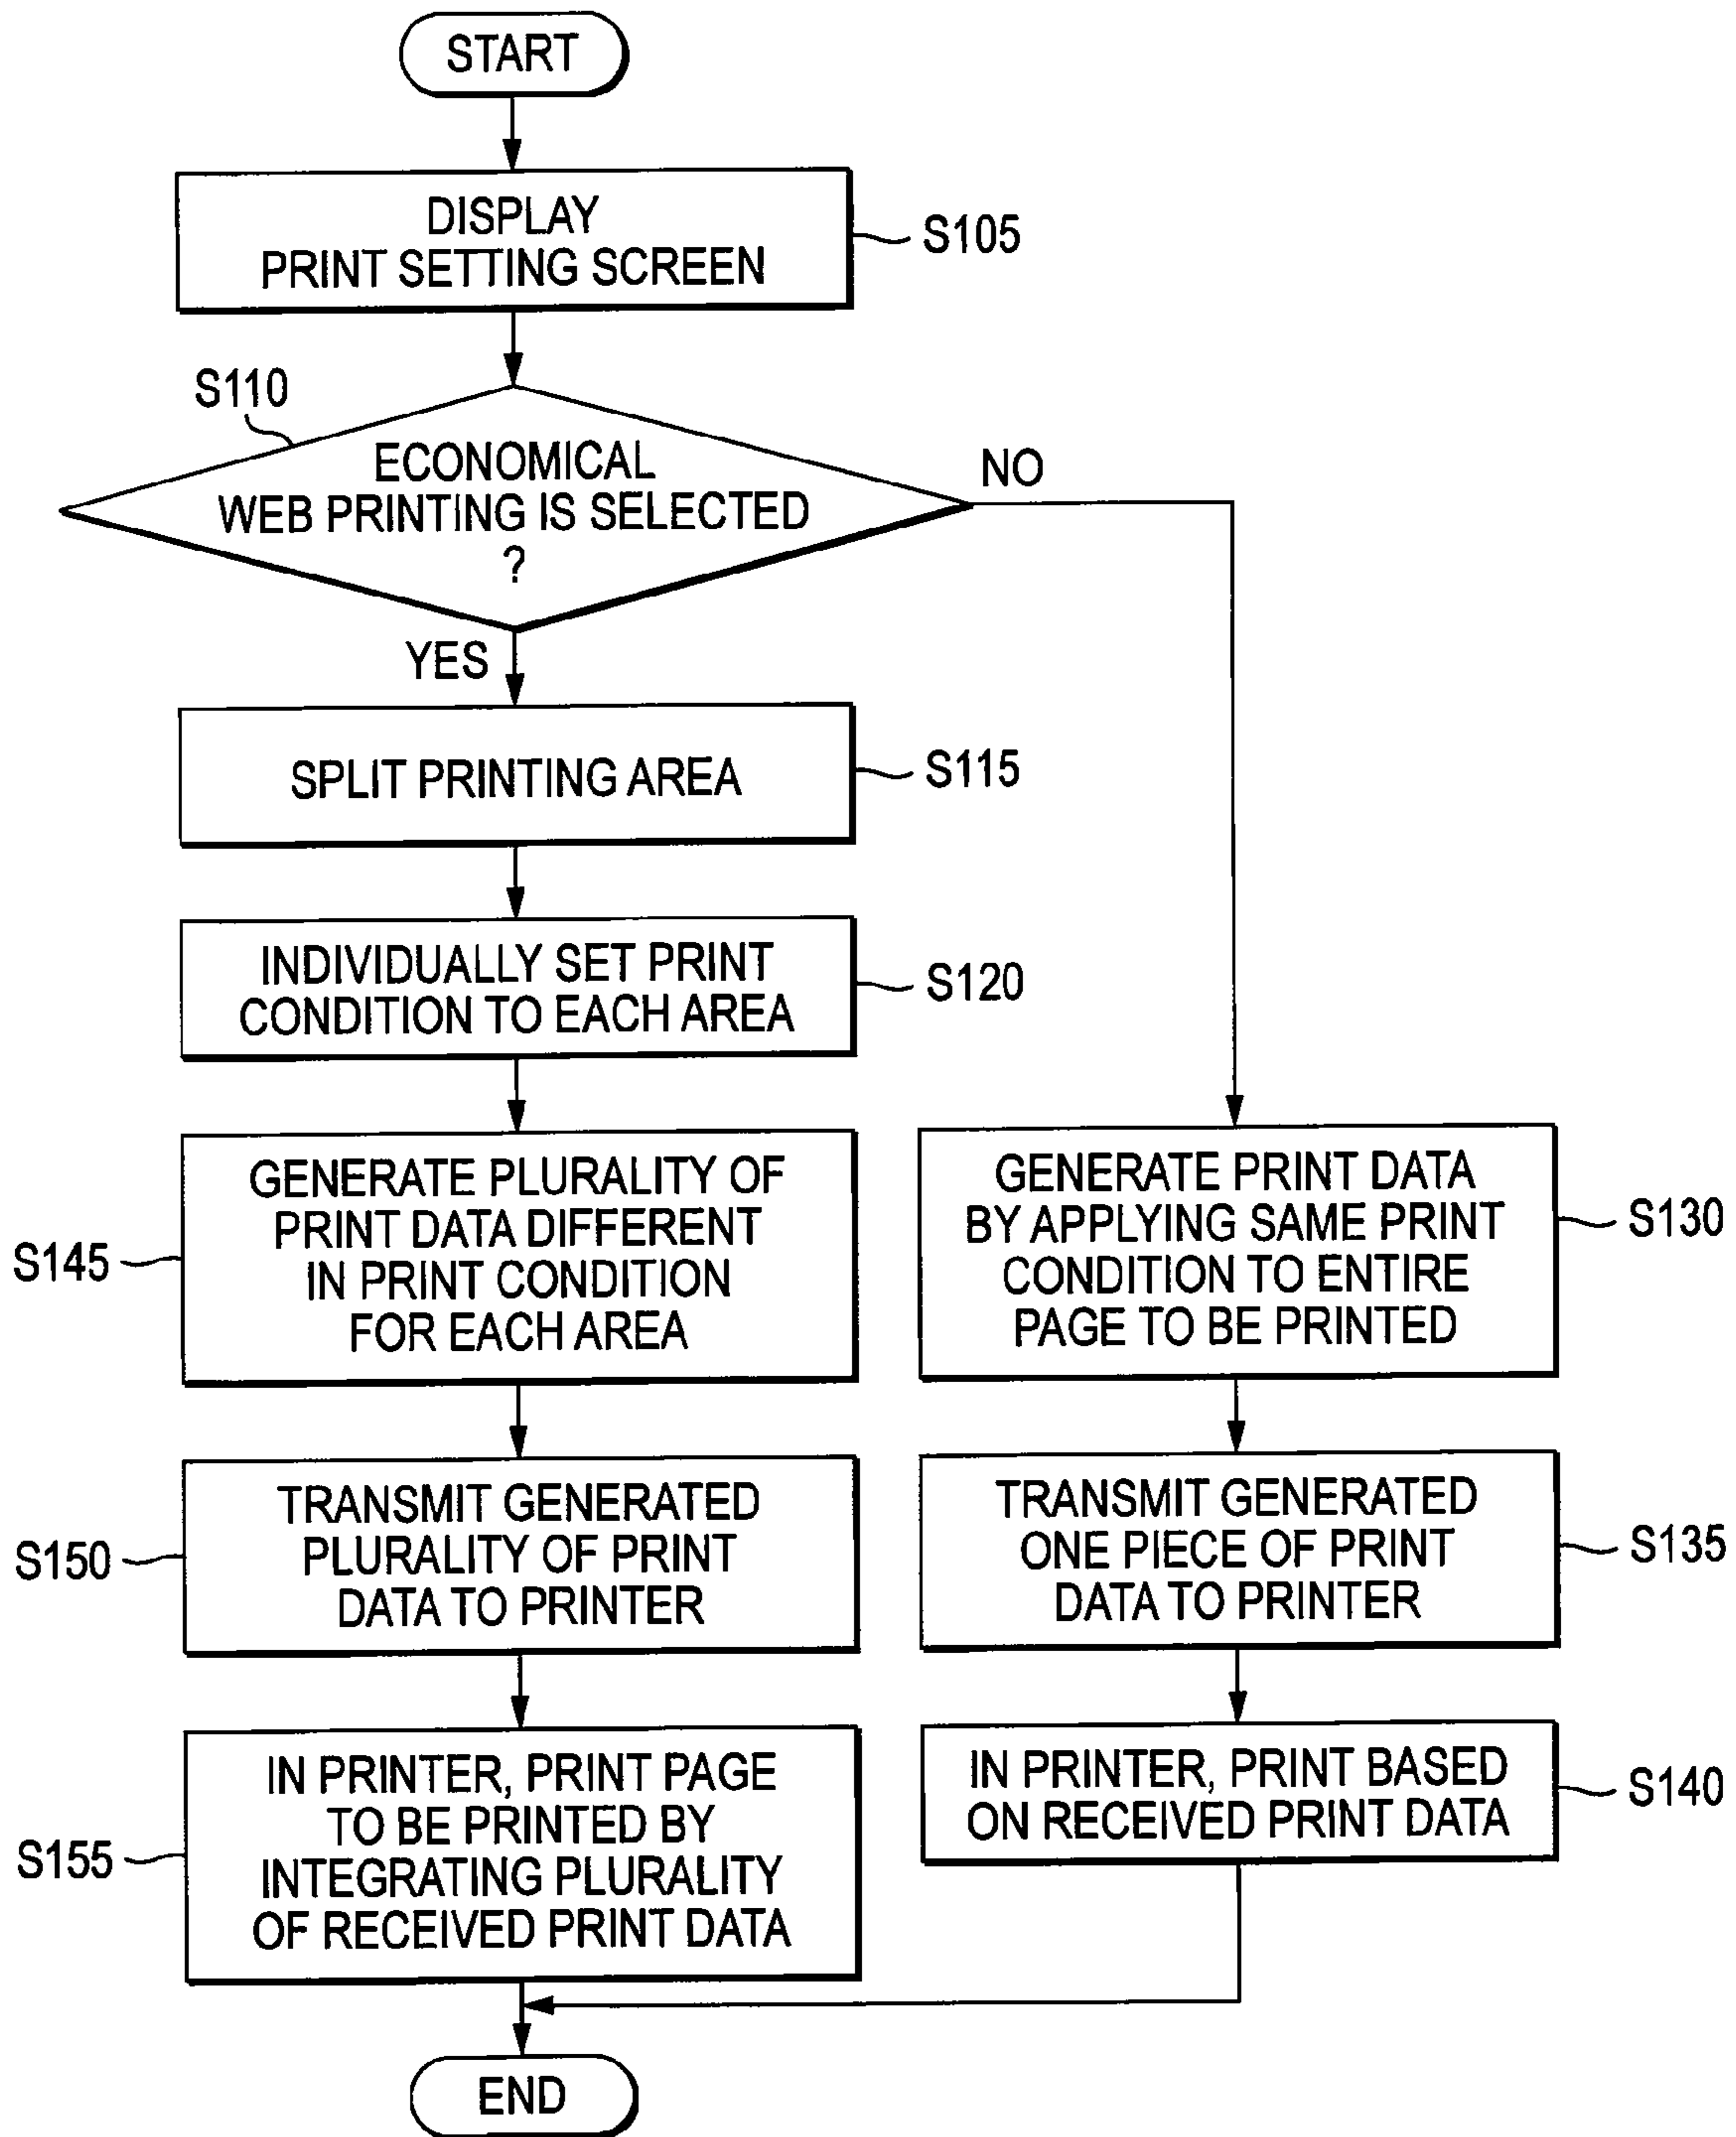 START
DISPLAY
PRINT SETTING SCREEN
S105
S110
ECONOMICAL
WEB PRINTING IS SELECTED
?
NO
YES
SPLIT PRINTING AREA
S115
INDIVIDUALLY SET PRINT
CONDITION TO EACH AREA
S120
GENERATE PLURALITY OF
PRINT DATA DIFFERENT
IN PRINT CONDITION
FOR EACH AREA
S145
GENERATE PRINT DATA
BY APPLYING SAME PRINT
CONDITION TO ENTIRE
PAGE TO BE PRINTED
S130
TRANSMIT GENERATED
PLURALITY OF PRINT
DATA TO PRINTER
S150
TRANSMIT GENERATED
ONE PIECE OF PRINT
DATA TO PRINTER
S135
IN PRINTER, PRINT PAGE
TO BE PRINTED BY
INTEGRATING PLURALITY
OF RECEIVED PRINT DATA
S155
IN PRINTER, PRINT BASED
ON RECEIVED PRINT DATA
S140
END